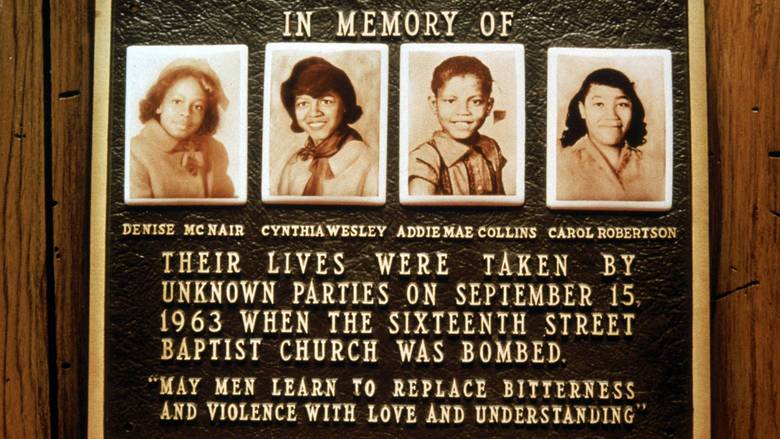 IN MEMORY OF
DENISE MCNAIR CYNTHIA WESLEY ADDIE MAE COLLINS CAROL ROBERTSON
THEIR LIVES WERE TAKEN BY
UNKNOWN PARTIES ON SEPTEMBER 15,
1963 WHEN THE SIXTEENTH STREET
BAPTIST CHURCH WAS BOMBED.
"MAY MEN LEARN TO REPLACE BITTERNESS
AND VIOLENCE WITH LOVE AND UNDERSTANDING"